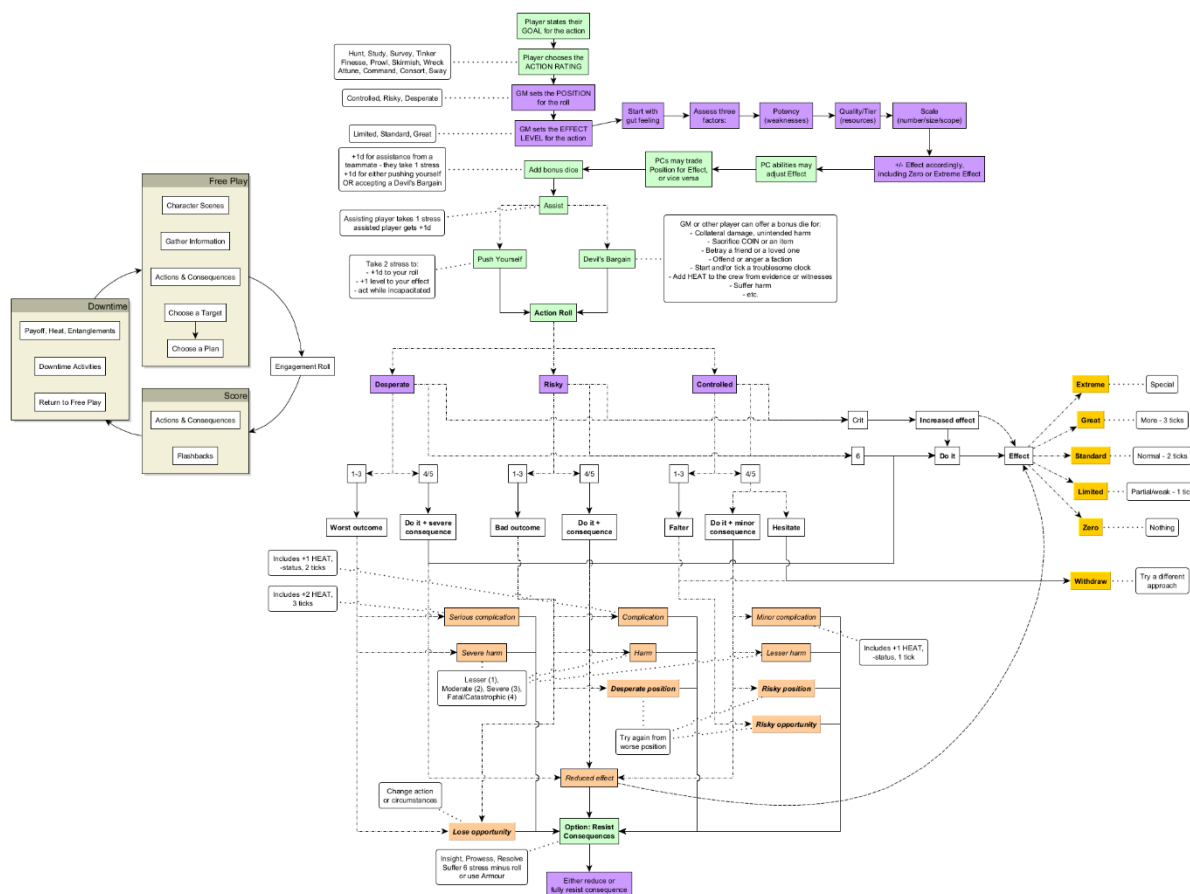 Player states their
GOAL for the action
Hunt, Study, Survey, Tinker
Finesse, Prowl, Skirmish, Wreck
Attune, Command, Consort, Sway
Player chooses the
ACTION RATING
Controlled, Risky, Desperate
GM sets the POSITION
for the roll
Limited, Standard, Great
GM sets the EFFECT
LEVEL for the action
Start with
gut feeling
Assess three
factors:
Potency
(weaknesses)
Quality/Tier
(resources)
Scale
(number/size/scope)
+1d for assistance from a
teammate - they take 1 stress
+1d for either pushing yourself
OR accepting a Devil's Bargain
Add bonus dice
PCs may trade
Position for Effect,
or vice versa
PC abilities may
adjust Effect
+/- Effect accordingly,
including Zero or Extreme Effect
Assisting player takes 1 stress
assisted player gets +1d
Assist
Take 2 stress to:
- +1d to your roll
- +1 level to your effect
- act while incapacitated
Push Yourself
Devil's Bargain
GM or other player can offer a bonus die for:
- Collateral damage, unintended harm
- Sacrifice COIN or an item
- Betray a friend or a loved one
- Offend or anger a faction
- Start and/or tick a troublesome clock
- Add HEAT to the crew from evidence or witnesses
- Suffer harm
- etc.
Action Roll
Free Play
Character Scenes
Gather Information
Actions & Consequences
Choose a Target
Choose a Plan
Downtime
Payoff, Heat, Entanglements
Downtime Activities
Return to Free Play
Engagement Roll
Score
Actions & Consequences
Flashbacks
Desperate
Risky
Controlled
Crit
Increased effect
6
Do it
Effect
Extreme
Special
Great
More - 3 ticks
Standard
Normal - 2 ticks
Limited
Partial/weak - 1 tick
Zero
Nothing
Withdraw
Try a different
approach
1-3
4/5
1-3
4/5
1-3
4/5
Worst outcome
Do it + severe
consequence
Bad outcome
Do it +
consequence
Falter
Do it + minor
consequence
Hesitate
Includes +1 HEAT,
-status, 2 ticks
Includes +2 HEAT,
3 ticks
Serious complication
Complication
Minor complication
Includes +1 HEAT,
-status, 1 tick
Severe harm
Harm
Lesser harm
Lesser (1),
Moderate (2), Severe (3),
Fatal/Catastrophic (4)
Desperate position
Risky position
Risky opportunity
Try again from
worse position
Reduced effect
Change action
or circumstances
Lose opportunity
Option: Resist
Consequences
Insight, Prowess, Resolve
Suffer 6 stress minus roll
or use Armour
Either reduce or
fully resist consequence